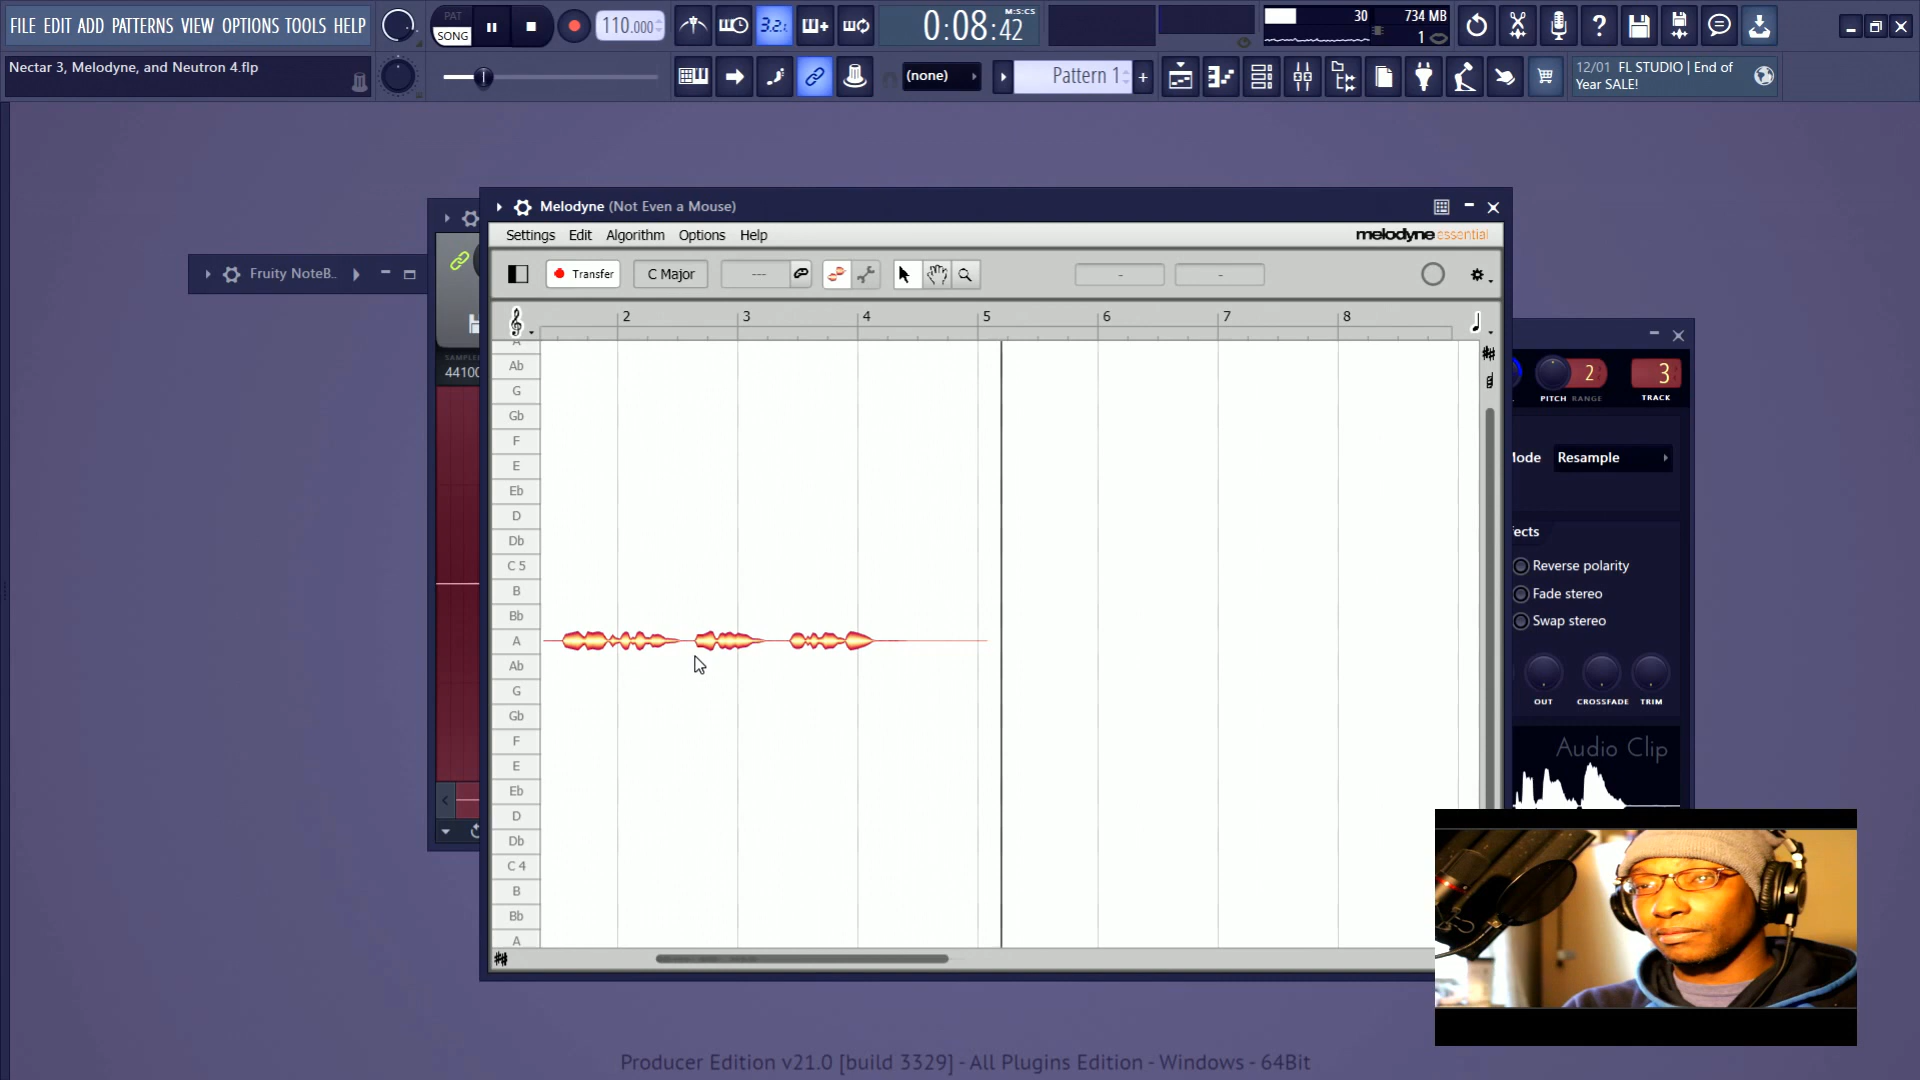 FILE EDIT ADD PATTERNS VIEW OPTIONS TOOLS HELP
PAT
SONG
110.000
3.2.
0:08:42
M:S:CS
30
734 MB
1
Nectar 3, Melodyne, and Neutron 4.flp
(none)
Pattern 1
+
12/01 FL STUDIO | End of
Year SALE!
Melodyne (Not Even a Mouse)
Settings Edit Algorithm Options Help
melodyne essential
Fruity NoteB..
Transfer
C Major
---
-
-
2 3 4 5 6 7 8
A
Ab
G
Gb
F
E
Eb
D
Db
C 5
B
Bb
A
Ab
G
Gb
F
E
Eb
D
Db
C 4
B
Bb
A
44100
2
3
PITCH RANGE
TRACK
Resample
Reverse polarity
Fade stereo
Swap stereo
OUT
CROSSFADE
TRIM
Audio Clip
Producer Edition v21.0 [build 3329] - All Plugins Edition - Windows - 64Bit